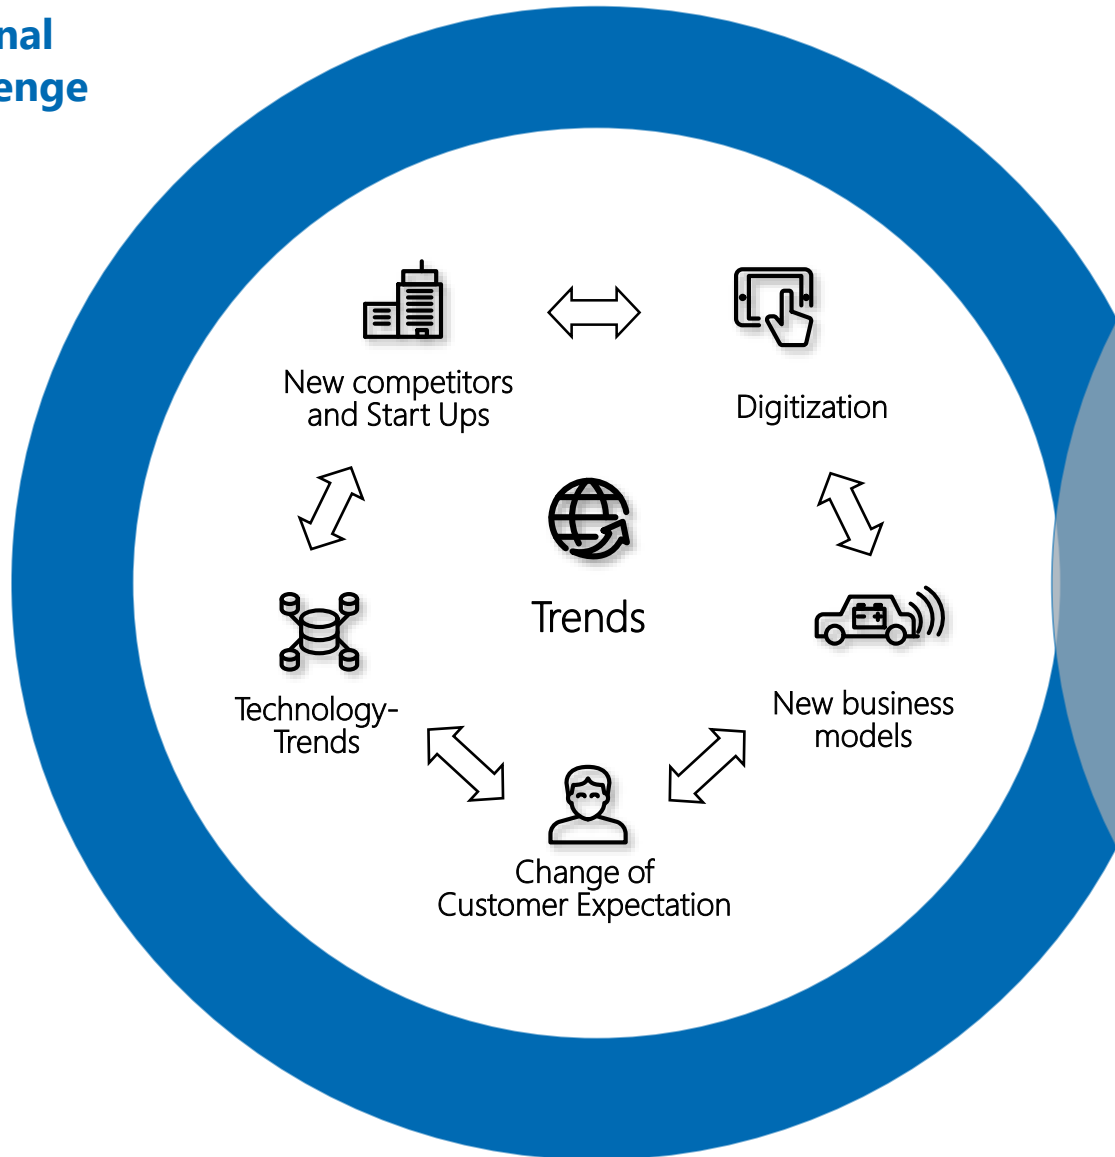 nal
enge
New competitors
and Start Ups
Digitization
Trends
Technology-
Trends
New business
models
Change of
Customer Expectation